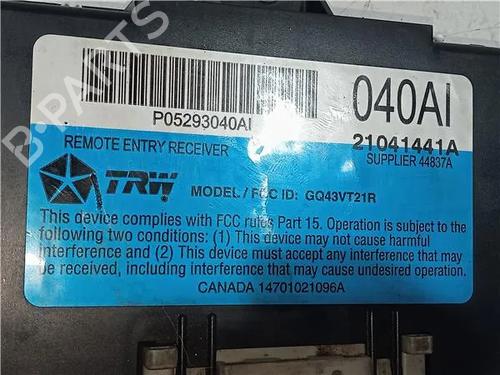 040AI
P05293040AI
21041441A
REMOTE ENTRY RECEIVER
SUPPLIER 44837A
TRW
MODEL / FCC ID: GQ43VT21R
This device complies with FCC rules Part 15. Operation is subject to the
following two conditions: (1) This device may not cause harmful
interference and (2) This device must accept any interference that may
be received, including interference that may cause undesired operation.
CANADA 14701021096A
B-PARTS